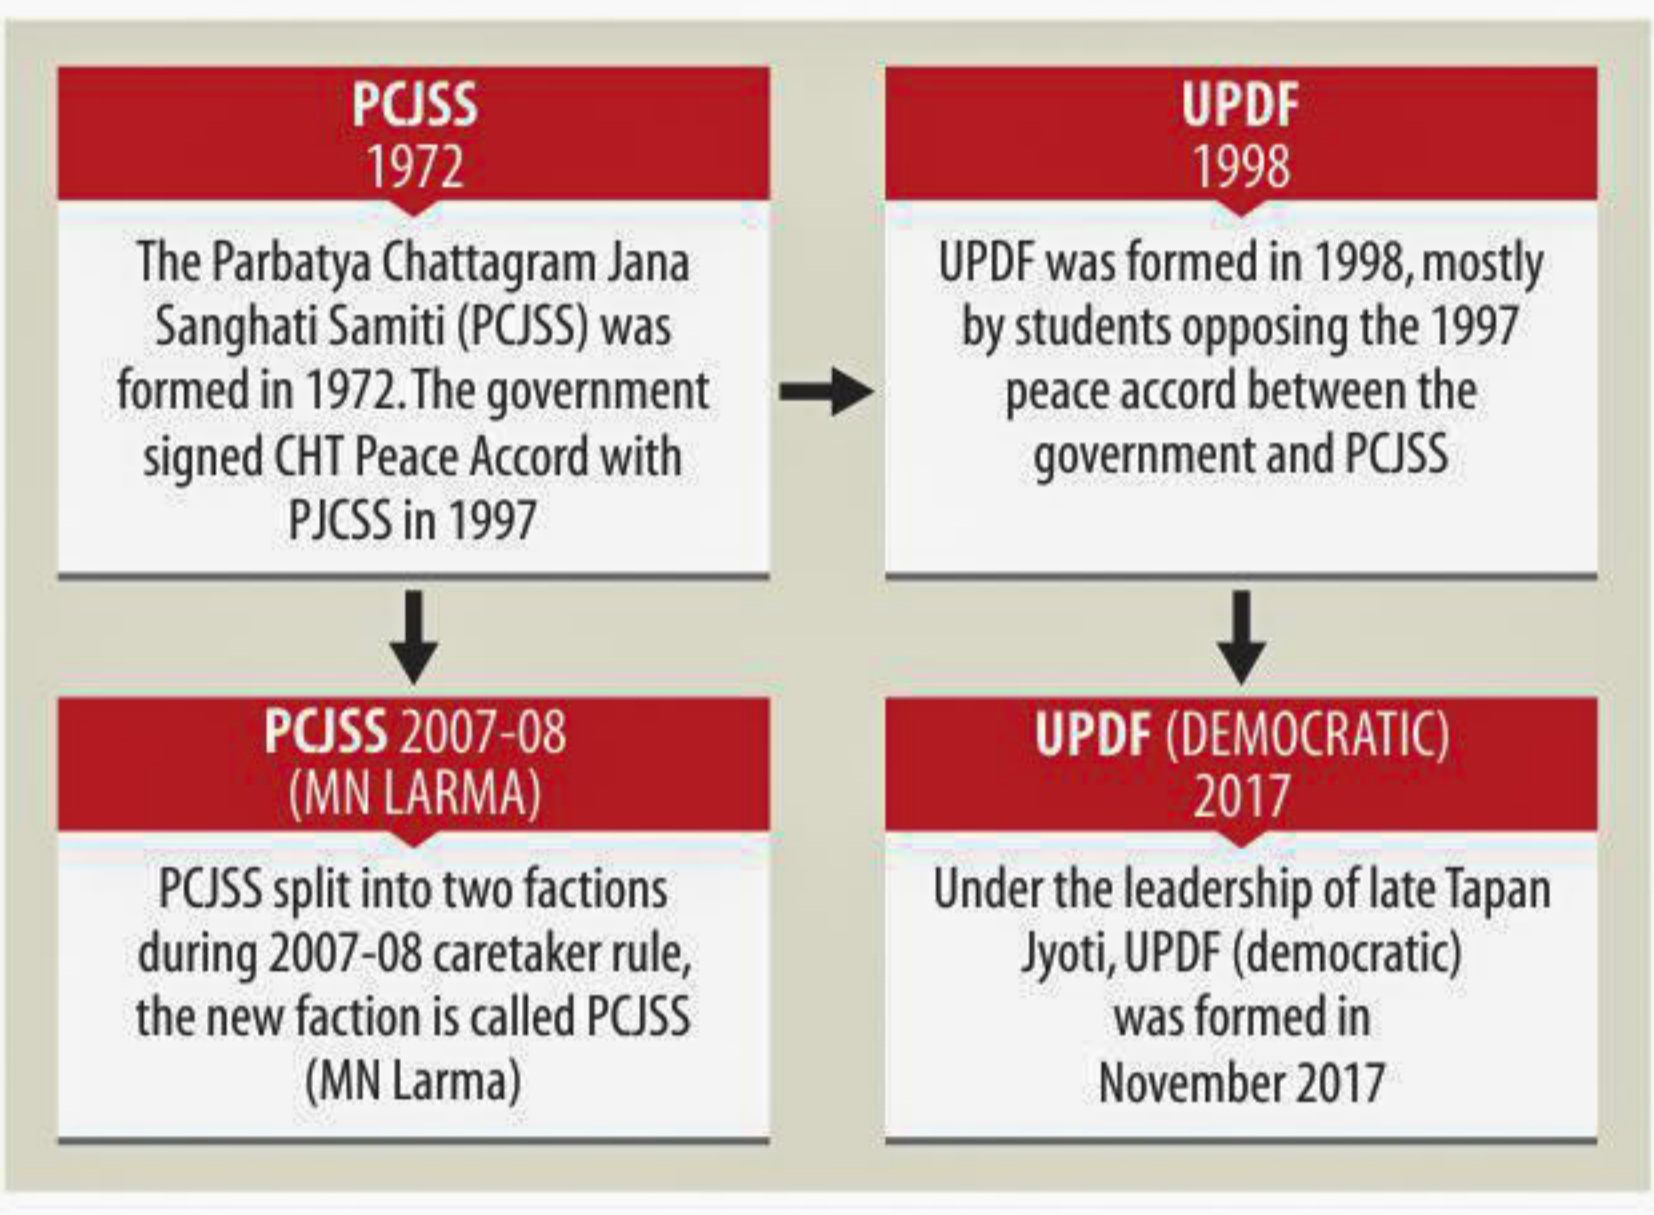 PCJSS
1972
The Parbatya Chattagram Jana
Sanghati Samiti (PCJSS) was
formed in 1972. The government
signed CHT Peace Accord with
PJCSS in 1997
UPDF
1998
UPDF was formed in 1998, mostly
by students opposing the 1997
peace accord between the
government and PCJSS
PCJSS 2007-08
(MN LARMA)
PCJSS split into two factions
during 2007-08 caretaker rule,
the new faction is called PCJSS
(MN Larma)
UPDF (DEMOCRATIC)
2017
Under the leadership of late Tapan
Jyoti, UPDF (democratic)
was formed in
November 2017